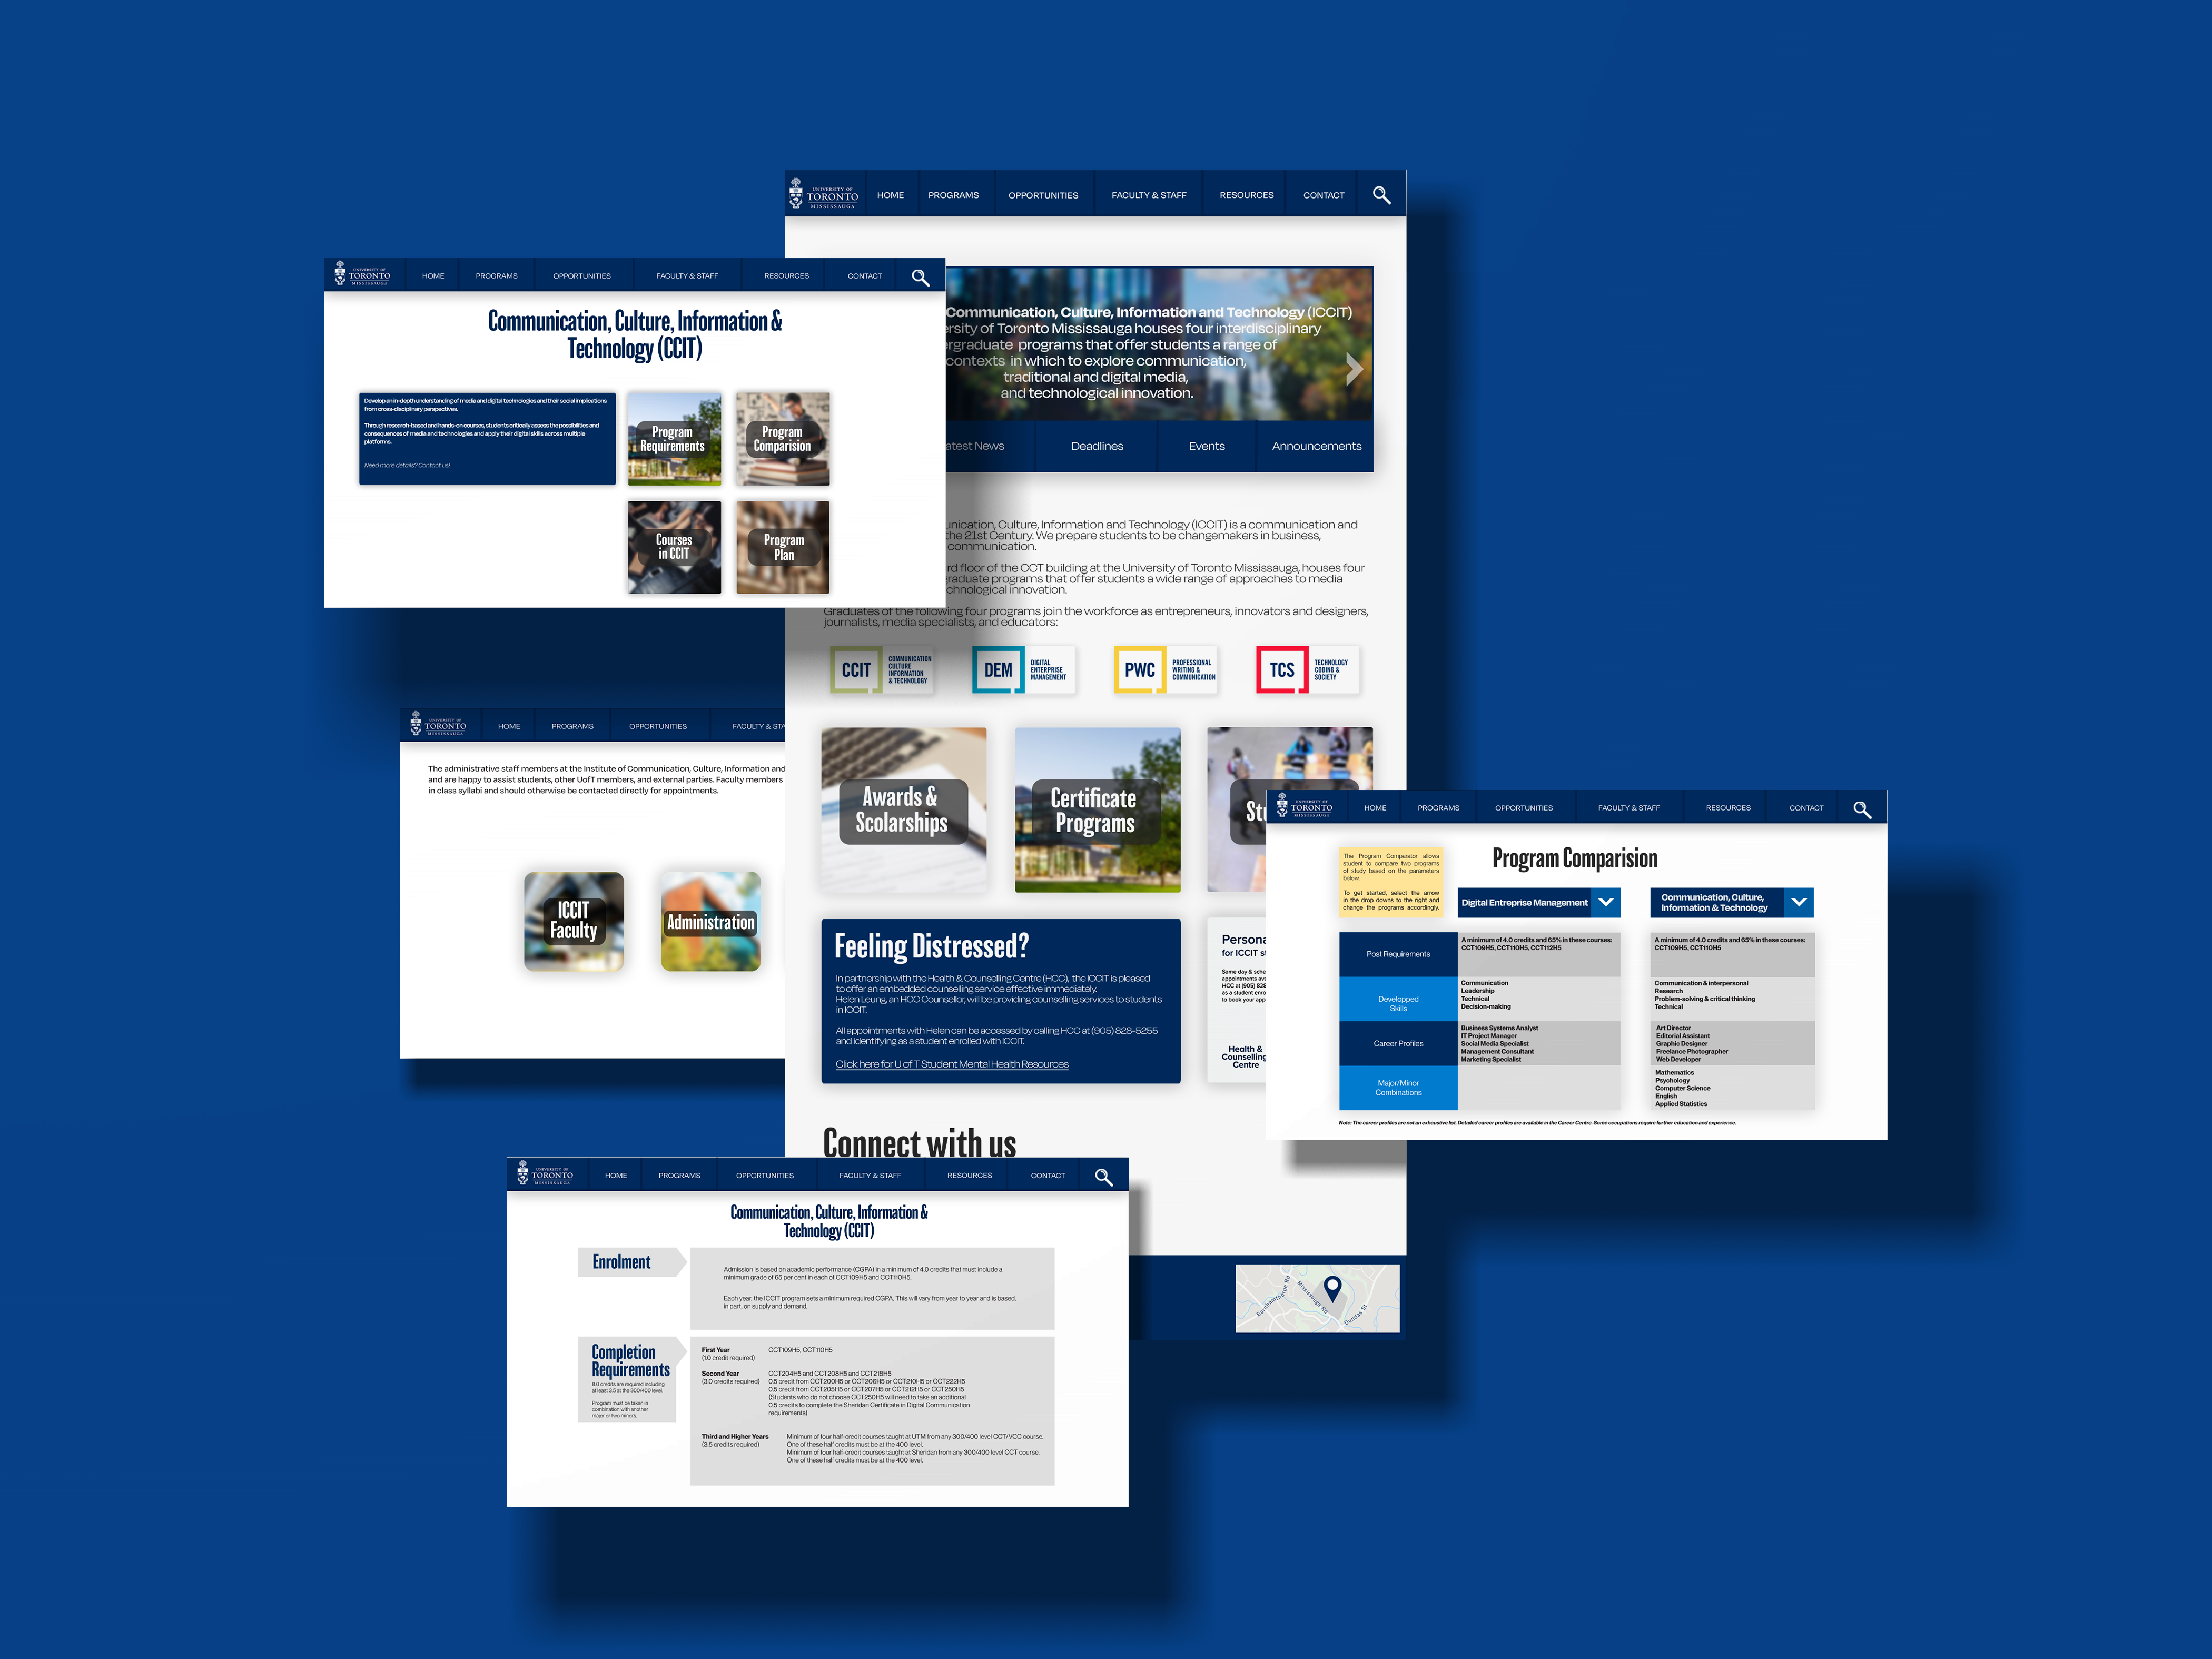 UNIVERSITY OF
TORONTO
MISSISSAUGA
HOME
PROGRAMS
OPPORTUNITIES
FACULTY & STAFF
RESOURCES
CONTACT
Communication, Culture, Information and Technology (ICCIT)
ersity of Toronto Mississauga houses four interdisciplinary
ergraduate programs that offer students a range of
contexts in which to explore communication,
traditional and digital media,
and technological innovation.
atest News
Deadlines
Events
Announcements
unication, Culture, Information and Technology (ICCIT) is a communication and
the 21st Century. We prepare students to be changemakers in business,
communication.
rd floor of the CCT building at the University of Toronto Mississauga, houses four
graduate programs that offer students a wide range of approaches to media
chnological innovation.
Graduates of the following four programs join the workforce as entrepreneurs, innovators and designers,
journalists, media specialists, and educators:
CCIT
COMMUNICATION
CULTURE
INFORMATION
& TECHNOLOGY
DEM
DIGITAL
ENTERPRISE
MANAGEMENT
PWC
PROFESSIONAL
WRITING &
COMMUNICATION
TCS
TECHNOLOGY
CODING &
SOCIETY
Awards &
Scolarships
Certificate
Programs
Stu
Feeling Distressed?
In partnership with the Health & Counselling Centre (HCC), the ICCIT is pleased
to offer an embedded counselling service effective immediately.
Helen Leung, an HCC Counsellor, will be providing counselling services to students
in ICCIT.
All appointments with Helen can be accessed by calling HCC at (905) 828-5255
and identifying as a student enrolled with ICCIT.
Click here for U of T Student Mental Health Resources
Persona
for ICCIT st
Same day & sche
appointments ava
HCC at (905) 828
as a student enro
to book your app
Health &
Counselling
Centre
Connect with us
Burnhamthorpe Rd
Mississauga Rd
Dundas St
UNIVERSITY OF
TORONTO
MISSISSAUGA
HOME
PROGRAMS
OPPORTUNITIES
FACULTY & STAFF
RESOURCES
CONTACT
Communication, Culture, Information &
Technology (CCIT)
Develop an in-depth understanding of media and digital technologies and their social implications
from cross-disciplinary perspectives.
Through research-based and hands-on courses, students critically assess the possibilities and
consequences of media and technologies and apply their digital skills across multiple
platforms.
Need more details? Contact us!
Program
Requirements
Program
Comparision
Courses
in CCIT
Program
Plan
UNIVERSITY OF
TORONTO
MISSISSAUGA
HOME
PROGRAMS
OPPORTUNITIES
FACULTY & STA
The administrative staff members at the Institute of Communication, Culture, Information and
and are happy to assist students, other UofT members, and external parties. Faculty members
in class syllabi and should otherwise be contacted directly for appointments.
ICCIT
Faculty
Administration
UNIVERSITY OF
TORONTO
MISSISSAUGA
HOME
PROGRAMS
OPPORTUNITIES
FACULTY & STAFF
RESOURCES
CONTACT
The Program Comparator allows
student to compare two programs
of study based on the parameters
below.
To get started, select the arrow
in the drop downs to the right and
change the programs accordingly.
Program Comparision
Digital Entreprise Management
Communication, Culture,
Information & Technology
Post Requirements
A minimum of 4.0 credits and 65% in these courses:
CCT109H5, CCT110H5, CCT112H5
A minimum of 4.0 credits and 65% in these courses:
CCT109H5, CCT110H5
Developped
Skills
Communication
Leadership
Technical
Decision-making
Communication & interpersonal
Research
Problem-solving & critical thinking
Technical
Career Profiles
Business Systems Analyst
IT Project Manager
Social Media Specialist
Management Consultant
Marketing Specialist
Art Director
Editorial Assistant
Graphic Designer
Freelance Photographer
Web Developer
Major/Minor
Combinations
Mathematics
Psychology
Computer Science
English
Applied Statistics
Note: The career profiles are not an exhaustive list. Detailed career profiles are available in the Career Centre. Some occupations require further education and experience.
UNIVERSITY OF
TORONTO
MISSISSAUGA
HOME
PROGRAMS
OPPORTUNITIES
FACULTY & STAFF
RESOURCES
CONTACT
Communication, Culture, Information &
Technology (CCIT)
Enrolment
Admission is based on academic performance (CGPA) in a minimum of 4.0 credits that must include a
minimum grade of 65 per cent in each of CCT109H5 and CCT110H5.
Each year, the ICCIT program sets a minimum required CGPA. This will vary from year to year and is based,
in part, on supply and demand.
Completion
Requirements
8.0 credits are required including
at least 3.5 at the 300/400 level.
Program must be taken in
combination with another
major or two minors.
First Year
(1.0 credit required)
CCT109H5, CCT110H5
Second Year
(3.0 credits required)
CCT204H5 and CCT208H5 and CCT218H5
0.5 credit from CCT200H5 or CCT206H5 or CCT210H5 or CCT222H5
0.5 credit from CCT205H5 or CCT207H5 or CCT212H5 or CCT250H5
(Students who do not choose CCT250H5 will need to take an additional
0.5 credits to complete the Sheridan Certificate in Digital Communication
requirements)
Third and Higher Years
(3.5 credits required)
Minimum of four half-credit courses taught at UTM from any 300/400 level CCT/VCC course.
One of these half credits must be at the 400 level.
Minimum of four half-credit courses taught at Sheridan from any 300/400 level CCT course.
One of these half credits must be at the 400 level.